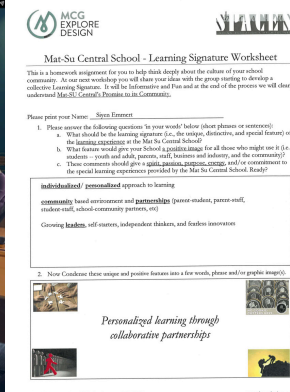 MCG
EXPLORE
DESIGN
Mat-Su Central School - Learning Signature Worksheet
This is a homework assignment for you to help think deeply about the culture of your school
community. At our next workshop you will share your ideas with the group starting to develop a
collective Learning Signature. It will be Informative and Fun and at the end of the process we will clear
understand Mat-SU Central's Promise to its Community.
Please print your Name: Siyen Emmert
1. Please answer the following questions 'in your words' below (short phrases or sentences):
a. What should be the learning signature (i.e., the unique, distinctive, and special feature) o
the learning experience at the Mat Su Central School?
b. What feature would give your School a positive image for all those who might see it (i.e.
students – youth and adult, parents, staff, business and industry, and the community)?
c. These comments should give a spirit, passion, purpose, energy, and/or commitment to
the special learning experiences provided by the Mat Su Central School. Ready?
individualized/ personalized approach to learning
community based environment and partnerships (parent-student, parent-staff,
student-staff, school-community partners, etc)
Growing leaders, self-starters, independent thinkers, and fearless innovators
2. Now Condense these unique and positive features into a few words, phrase and/or graphic image(s).
Personalized learning through
collaborative partnerships